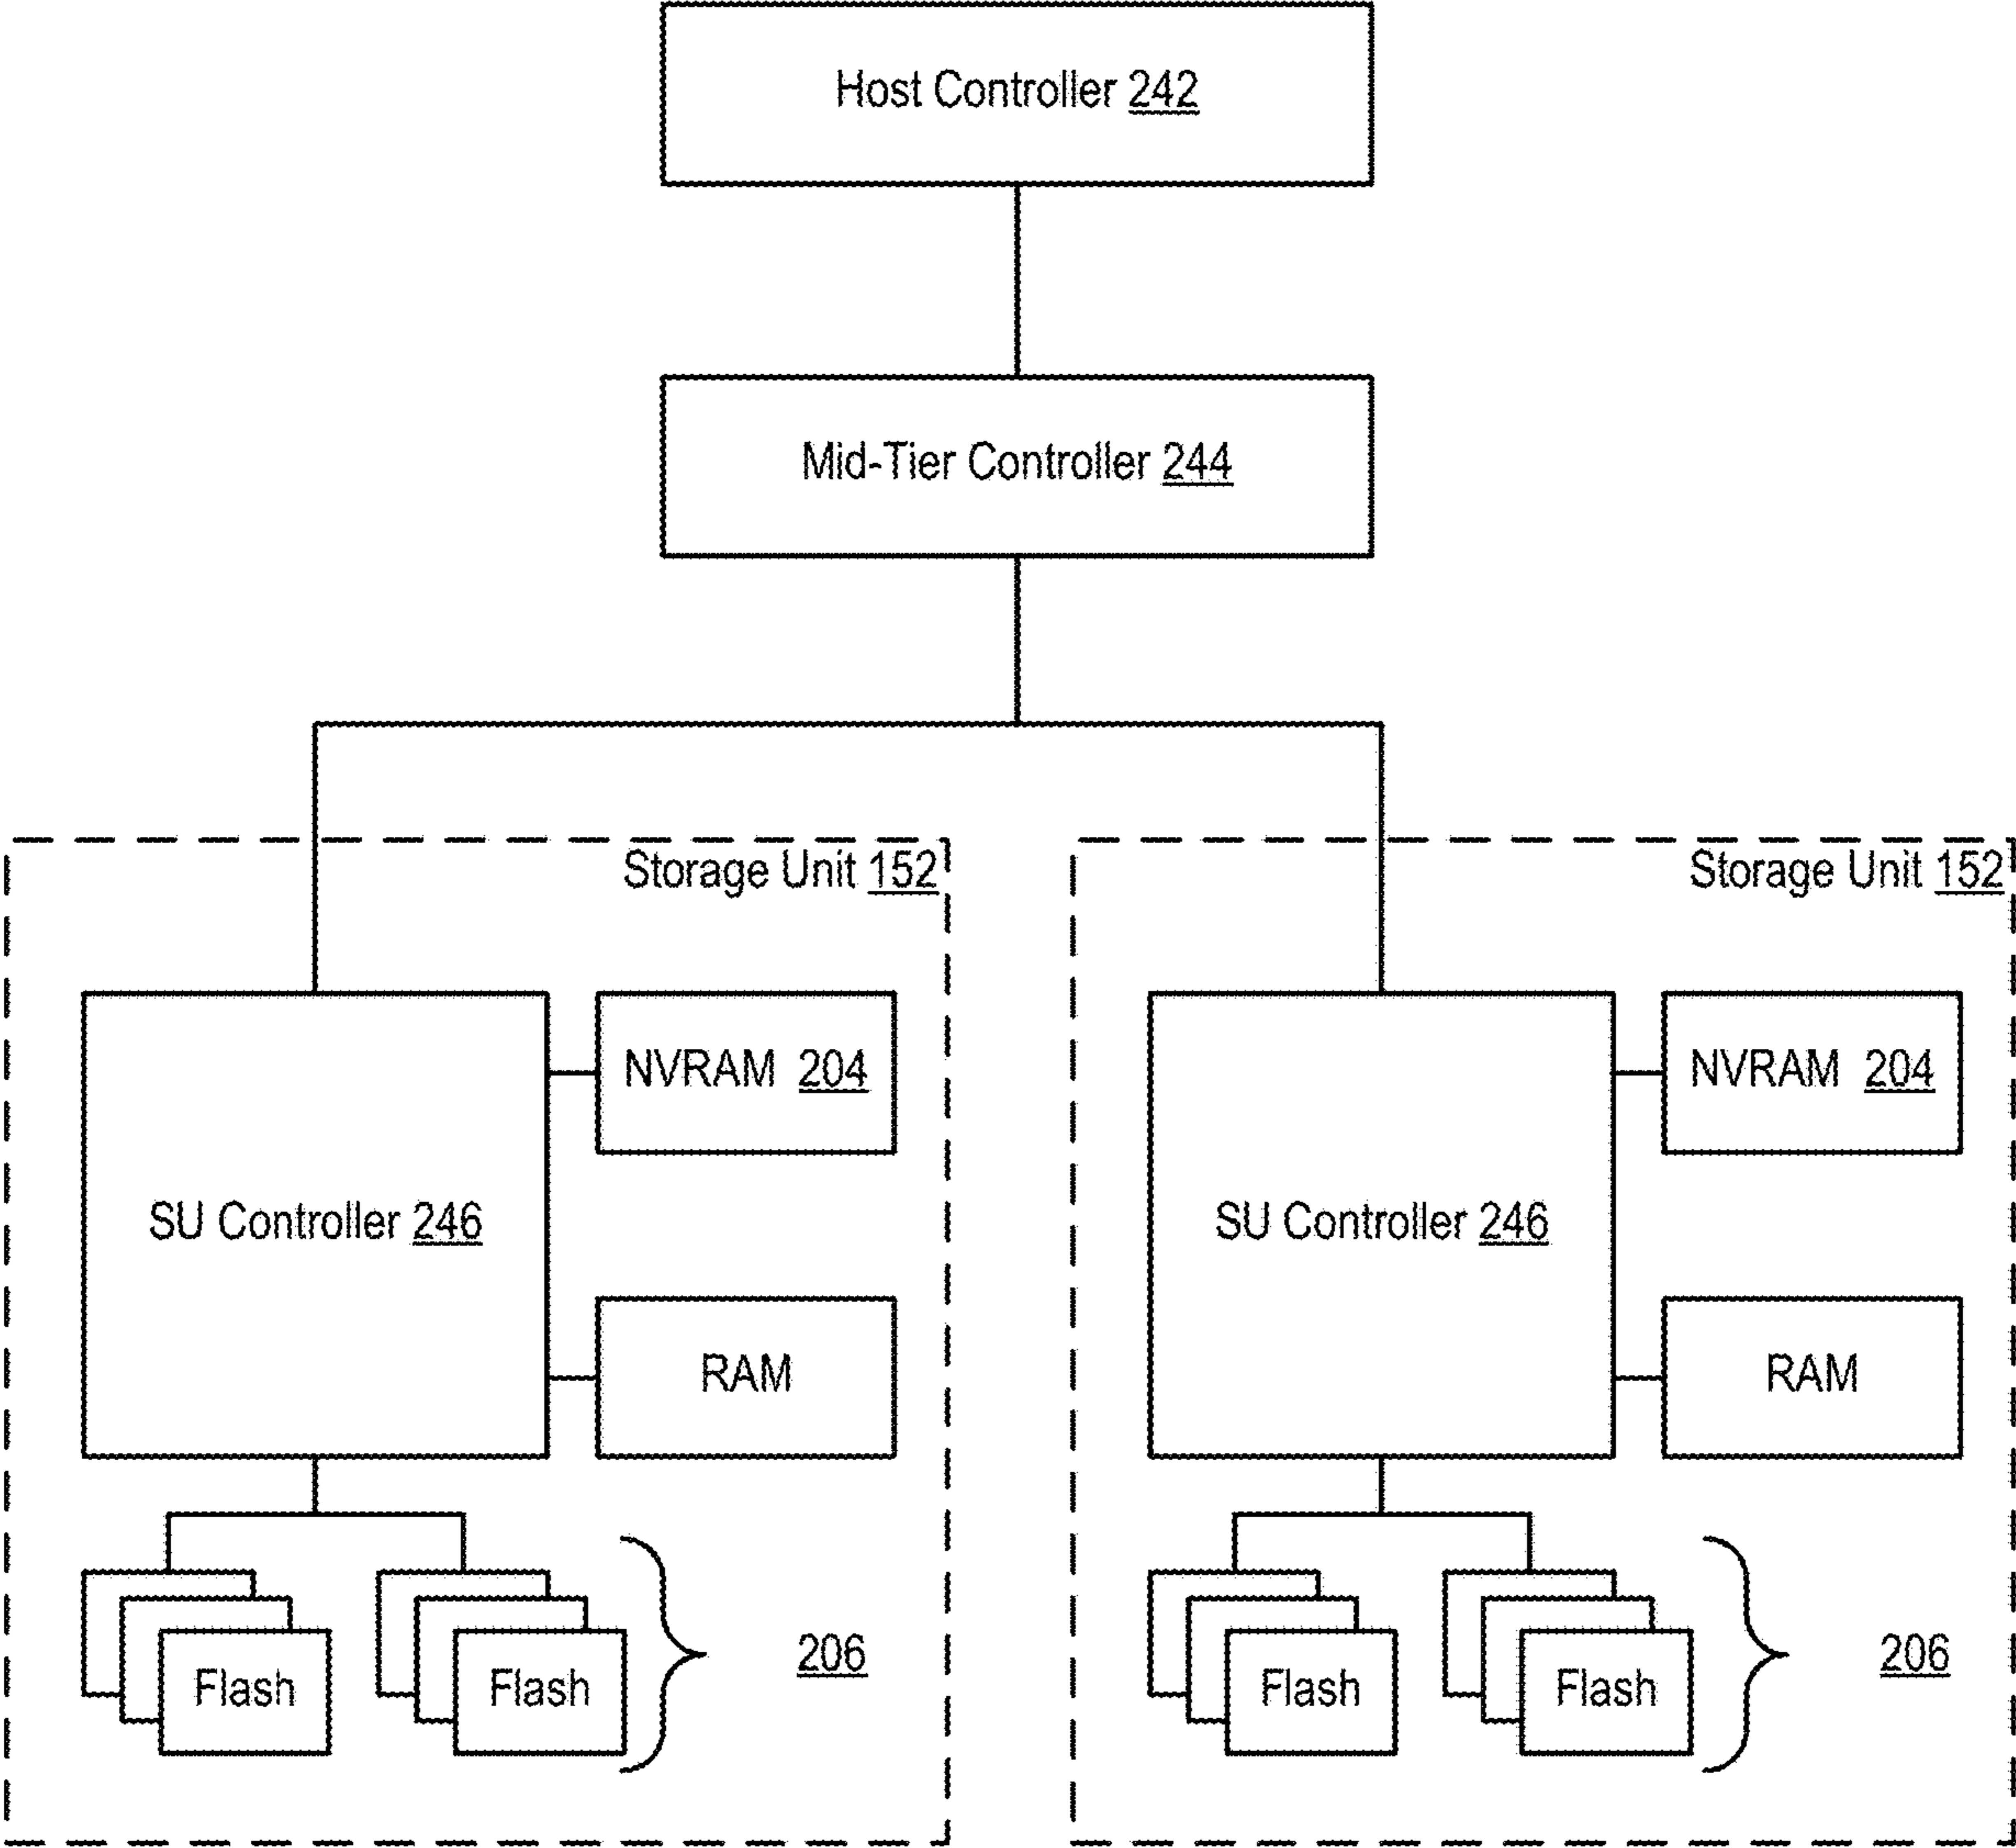 Host Controller 242
Mid-Tier Controller 244
Storage Unit 152
NVRAM 204
SU Controller 246
RAM
Flash
Flash
206
Storage Unit 152
NVRAM 204
SU Controller 246
RAM
Flash
Flash
206